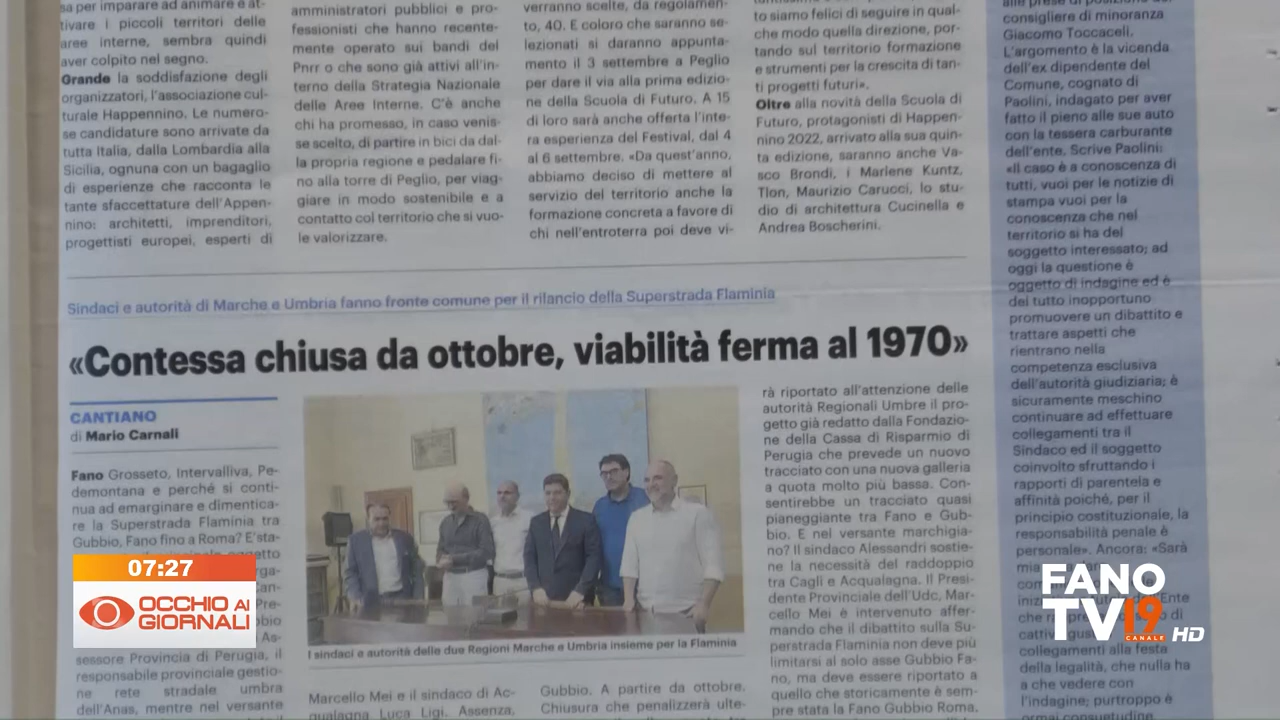 sa per imparare ad animare e at-
tivare i piccoli territori delle
aree interne, sembra quindi
aver colpito nel segno.
Grande la soddisfazione degli
organizzatori, l'associazione cul-
turale Happennino. Le numero-
se candidature sono arrivate da
tutta Italia, dalla Lombardia alla
Sicilia, ognuna con un bagaglio
di esperienze che racconta le
tante sfaccettature dell'Appen-
nino: architetti, imprenditori,
progettisti europei, esperti di
amministratori pubblici e pro-
fessionisti che hanno recente-
mente operato sui bandi del
Pnrr o che sono già attivi all'in-
terno della Strategia Nazionale
delle Aree Interne. C'è anche
chi ha promesso, in caso venis-
se scelto, di partire in bici da dal-
la propria regione e pedalare fi-
no alla torre di Peglio, per viag-
giare in modo sostenibile e a
contatto col territorio che si vuo-
le valorizzare.
verranno scelte, da regolamen-
to, 40. E coloro che saranno se-
lezionati si daranno appunta-
mento il 3 settembre a Peglio
per dare il via alla prima edizio-
ne della Scuola di Futuro. A 15
di loro sarà anche offerta l'inte-
ra esperienza del Festival, dal 4
al 6 settembre. «Da quest'anno,
abbiamo deciso di mettere al
servizio del territorio anche la
formazione concreta a favore di
chi nell'entroterra poi deve vi-
to siamo felici di seguire in qual-
che modo quella direzione, por-
tando sul territorio formazione
e strumenti per la crescita di tan-
ti progetti futuri».
Oltre alla novità della Scuola di
Futuro, protagonisti di Happen-
nino 2022, arrivato alla sua quin-
ta edizione, saranno anche Va-
sco Brondi, i Marlene Kuntz,
Tlon, Maurizio Carucci, lo stu-
dio di architettura Cucinella e
Andrea Boscherini.
alle prese di posizione del
consigliere di minoranza
Giacomo Toccaceli.
L'argomento è la vicenda
dell'ex dipendente del
Comune, cognato di
Paolini, indagato per aver
fatto il pieno alle sue auto
con la tessera carburante
dell'ente. Scrive Paolini:
«Il caso è a conoscenza di
tutti, vuoi per le notizie di
stampa vuoi per la
conoscenza che nel
territorio si ha del
soggetto interessato; ad
oggi la questione è
oggetto di indagine ed è
del tutto inopportuno
promuovere un dibattito e
trattare aspetti che
rientrano nella
competenza esclusiva
dell'autorità giudiziaria; è
sicuramente meschino
continuare ad effettuare
collegamenti tra il
Sindaco ed il soggetto
coinvolto sfruttando i
rapporti di parentela e
affinità poiché, per il
principio costituzionale, la
responsabilità penale è
personale». Ancora: «Sarà
collegamenti alla festa
della legalità, che nulla ha
a che vedere con
l'indagine; purtroppo è
ormai consuetudine
Sindaci e autorità di Marche e Umbria fanno fronte comune per il rilancio della Superstrada Flaminia
«Contessa chiusa da ottobre, viabilità ferma al 1970»
CANTIANO
di Mario Carnali
Fano Grosseto, Intervalliva, Pe-
demontana e perché si conti-
nua ad emarginare e dimentica-
re la Superstrada Flaminia tra
Gubbio, Fano fino a Roma? E'sta-
sessore Provincia di Perugia, il
responsabile provinciale gestio-
ne rete stradale umbra
dell'Anas, mentre nel versante
I sindaci e autorità delle due Regioni Marche e Umbria insieme per la Flaminia
Marcello Mei e il sindaco di Ac-
qualagna Luca Ligi. Assenza,
Gubbio. A partire da ottobre.
Chiusura che penalizzerà ulte-
rà riportato all'attenzione delle
autorità Regionali Umbre il pro-
getto già redatto dalla Fondazio-
ne della Cassa di Risparmio di
Perugia che prevede un nuovo
tracciato con una nuova galleria
a quota molto più bassa. Con-
sentirebbe un tracciato quasi
pianeggiante tra Fano e Gub-
bio. E nel versante marchigia-
no? Il sindaco Alessandri sostie-
ne la necessità del raddoppio
tra Cagli e Acqualagna. Il Presi-
dente Provinciale dell'Udc, Mar-
cello Mei è intervenuto affer-
mando che il dibattito sulla Su-
perstrada Flaminia non deve più
limitarsi al solo asse Gubbio Fa-
no, ma deve essere riportato a
quello che storicamente è sem-
pre stata la Fano Gubbio Roma.
07:27
OCCHIO AI
GIORNALI
FANO
TV 19
CANALE HD